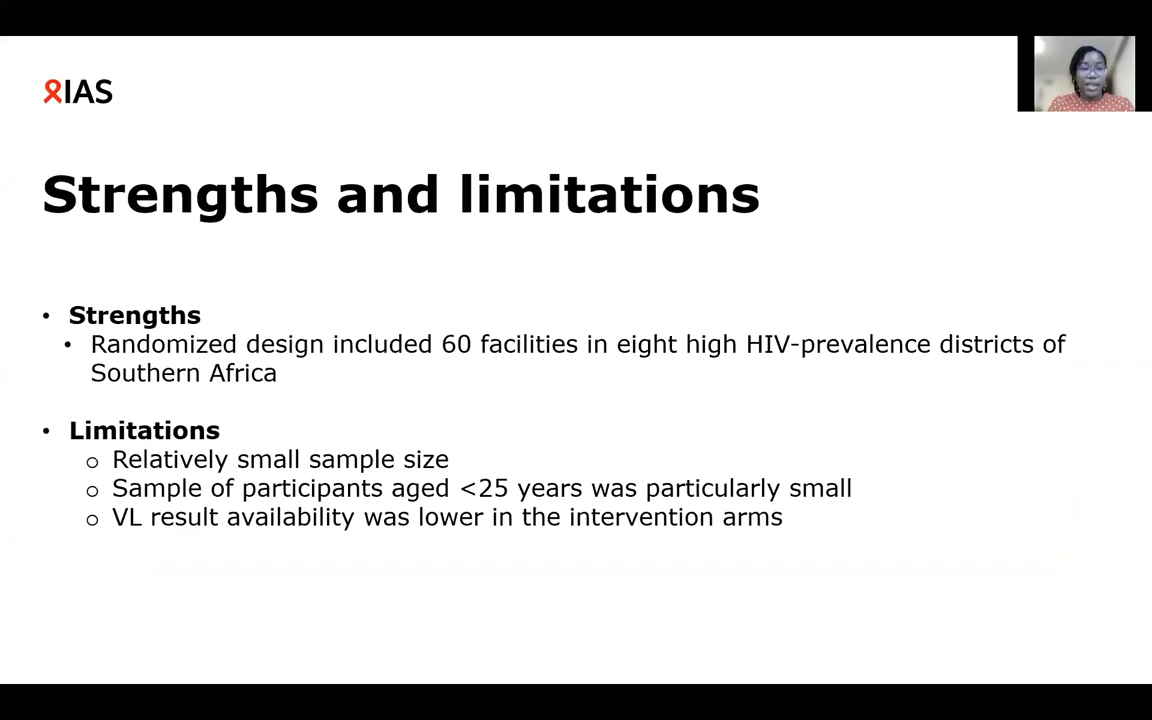 IAS
Strengths and limitations
• Strengths
• Randomized design included 60 facilities in eight high HIV-prevalence districts of
Southern Africa
• Limitations
o Relatively small sample size
o Sample of participants aged <25 years was particularly small
o VL result availability was lower in the intervention arms